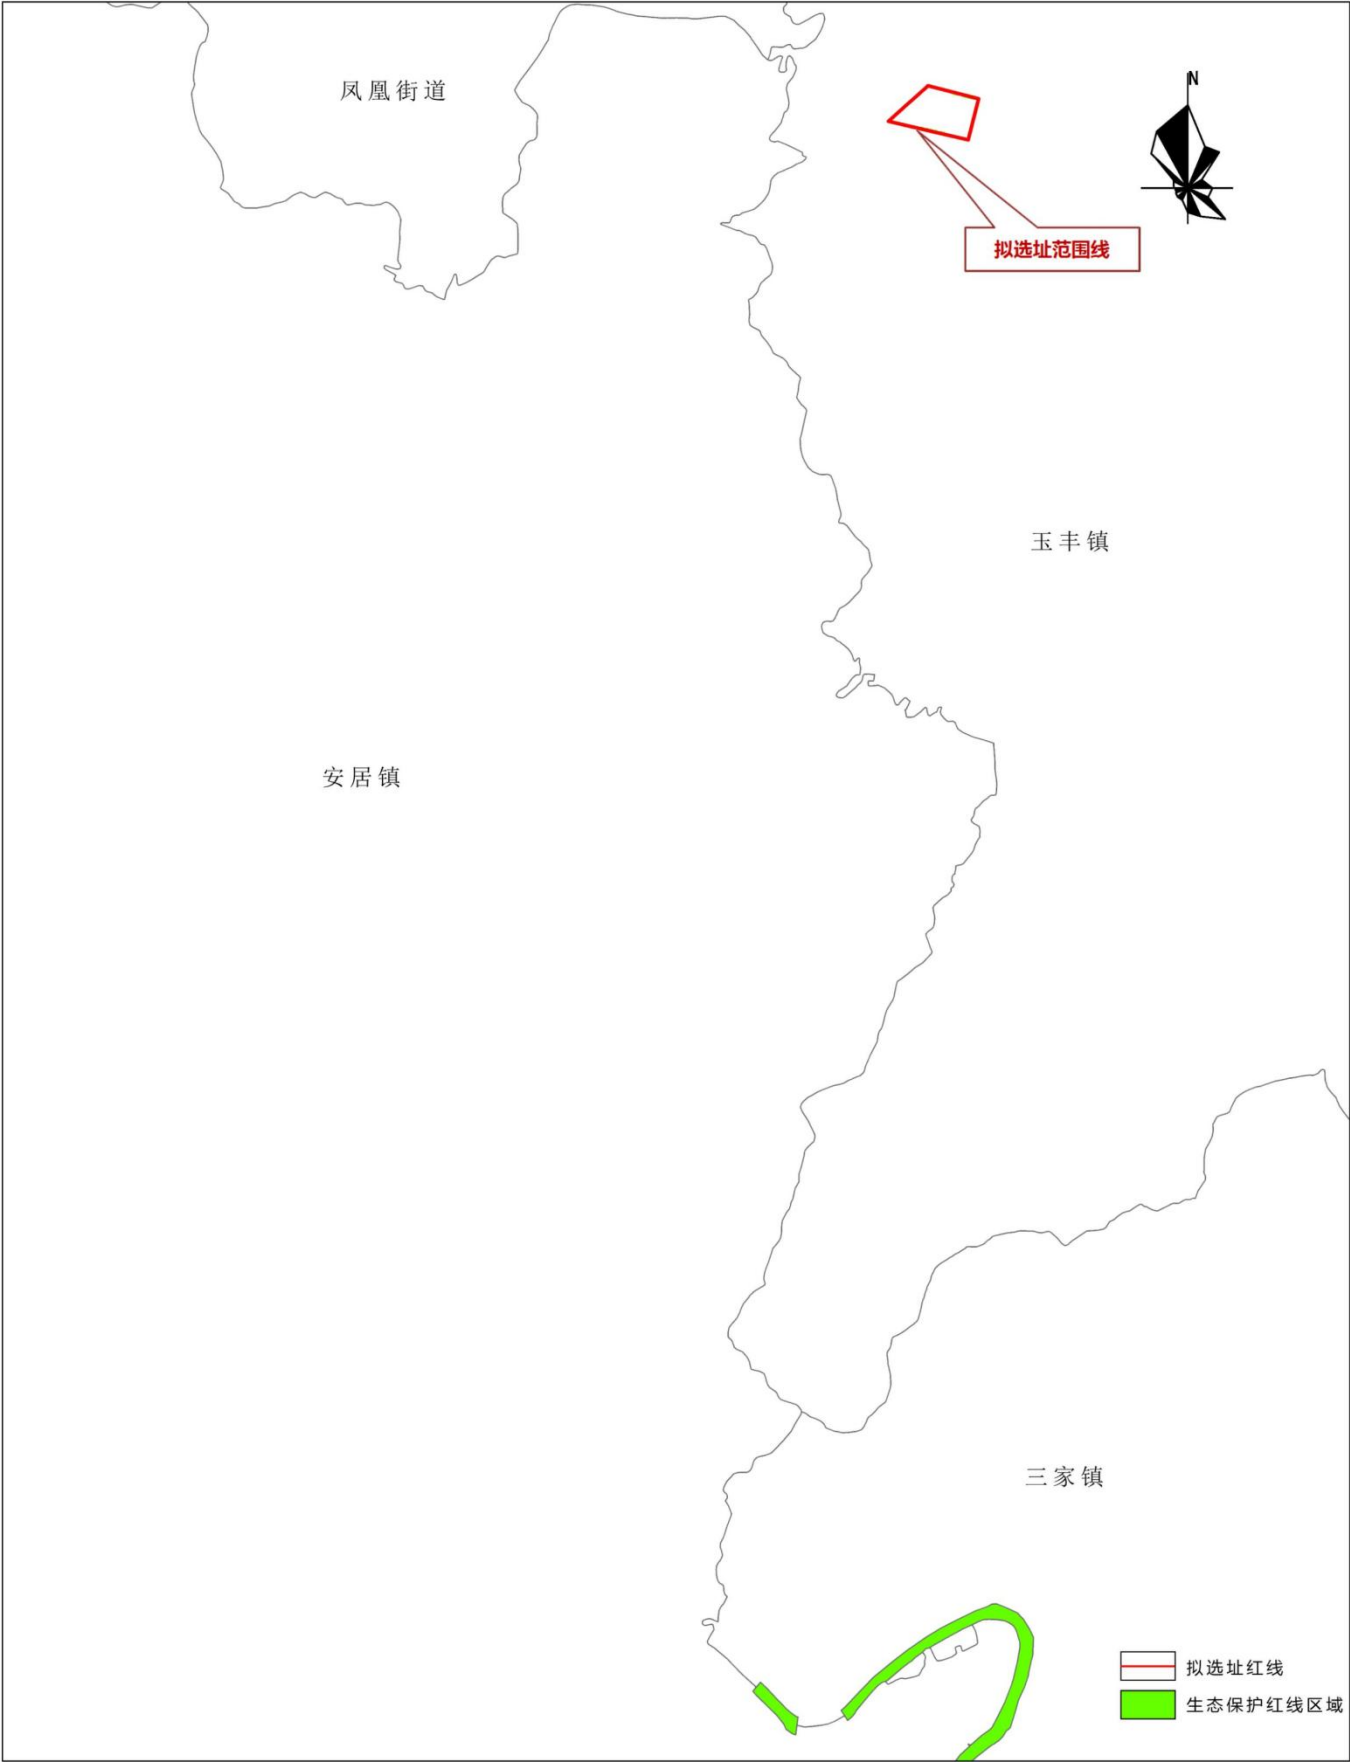 凤凰街道
N
拟选址范围线
玉丰镇
安居镇
三家镇
拟选址红线
生态保护红线区域